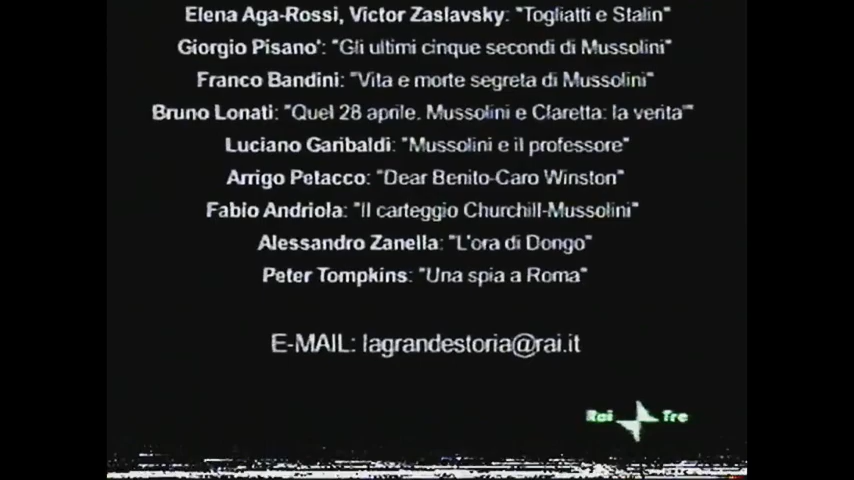 Elena Aga-Rossi, Victor Zaslavsky: "Togliatti e Stalin"
Giorgio Pisano': "Gli ultimi cinque secondi di Mussolini"
Franco Bandini: "Vita e morte segreta di Mussolini"
Bruno Lonati: "Quel 28 aprile. Mussolini e Claretta: la verita'"
Luciano Garibaldi: "Mussolini e il professore"
Arrigo Petacco: "Dear Benito-Caro Winston"
Fabio Andriola: "Il carteggio Churchill-Mussolini"
Alessandro Zanella: "L'ora di Dongo"
Peter Tompkins: "Una spia a Roma"
E-MAIL: lagrandestoria@rai.it
Rai Tre